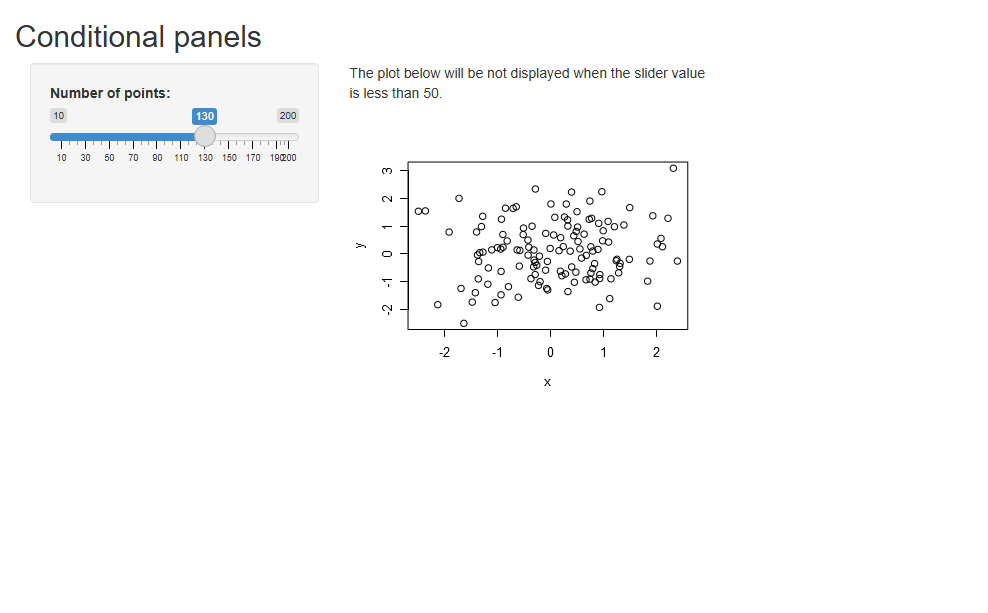 Conditional panels
Number of points:
10 130 200
10 30 50 70 90 110 130 150 170 190 200
The plot below will be not displayed when the slider value
is less than 50.
3
2
1
0
-1
-2
y
-2 -1 0 1 2
x